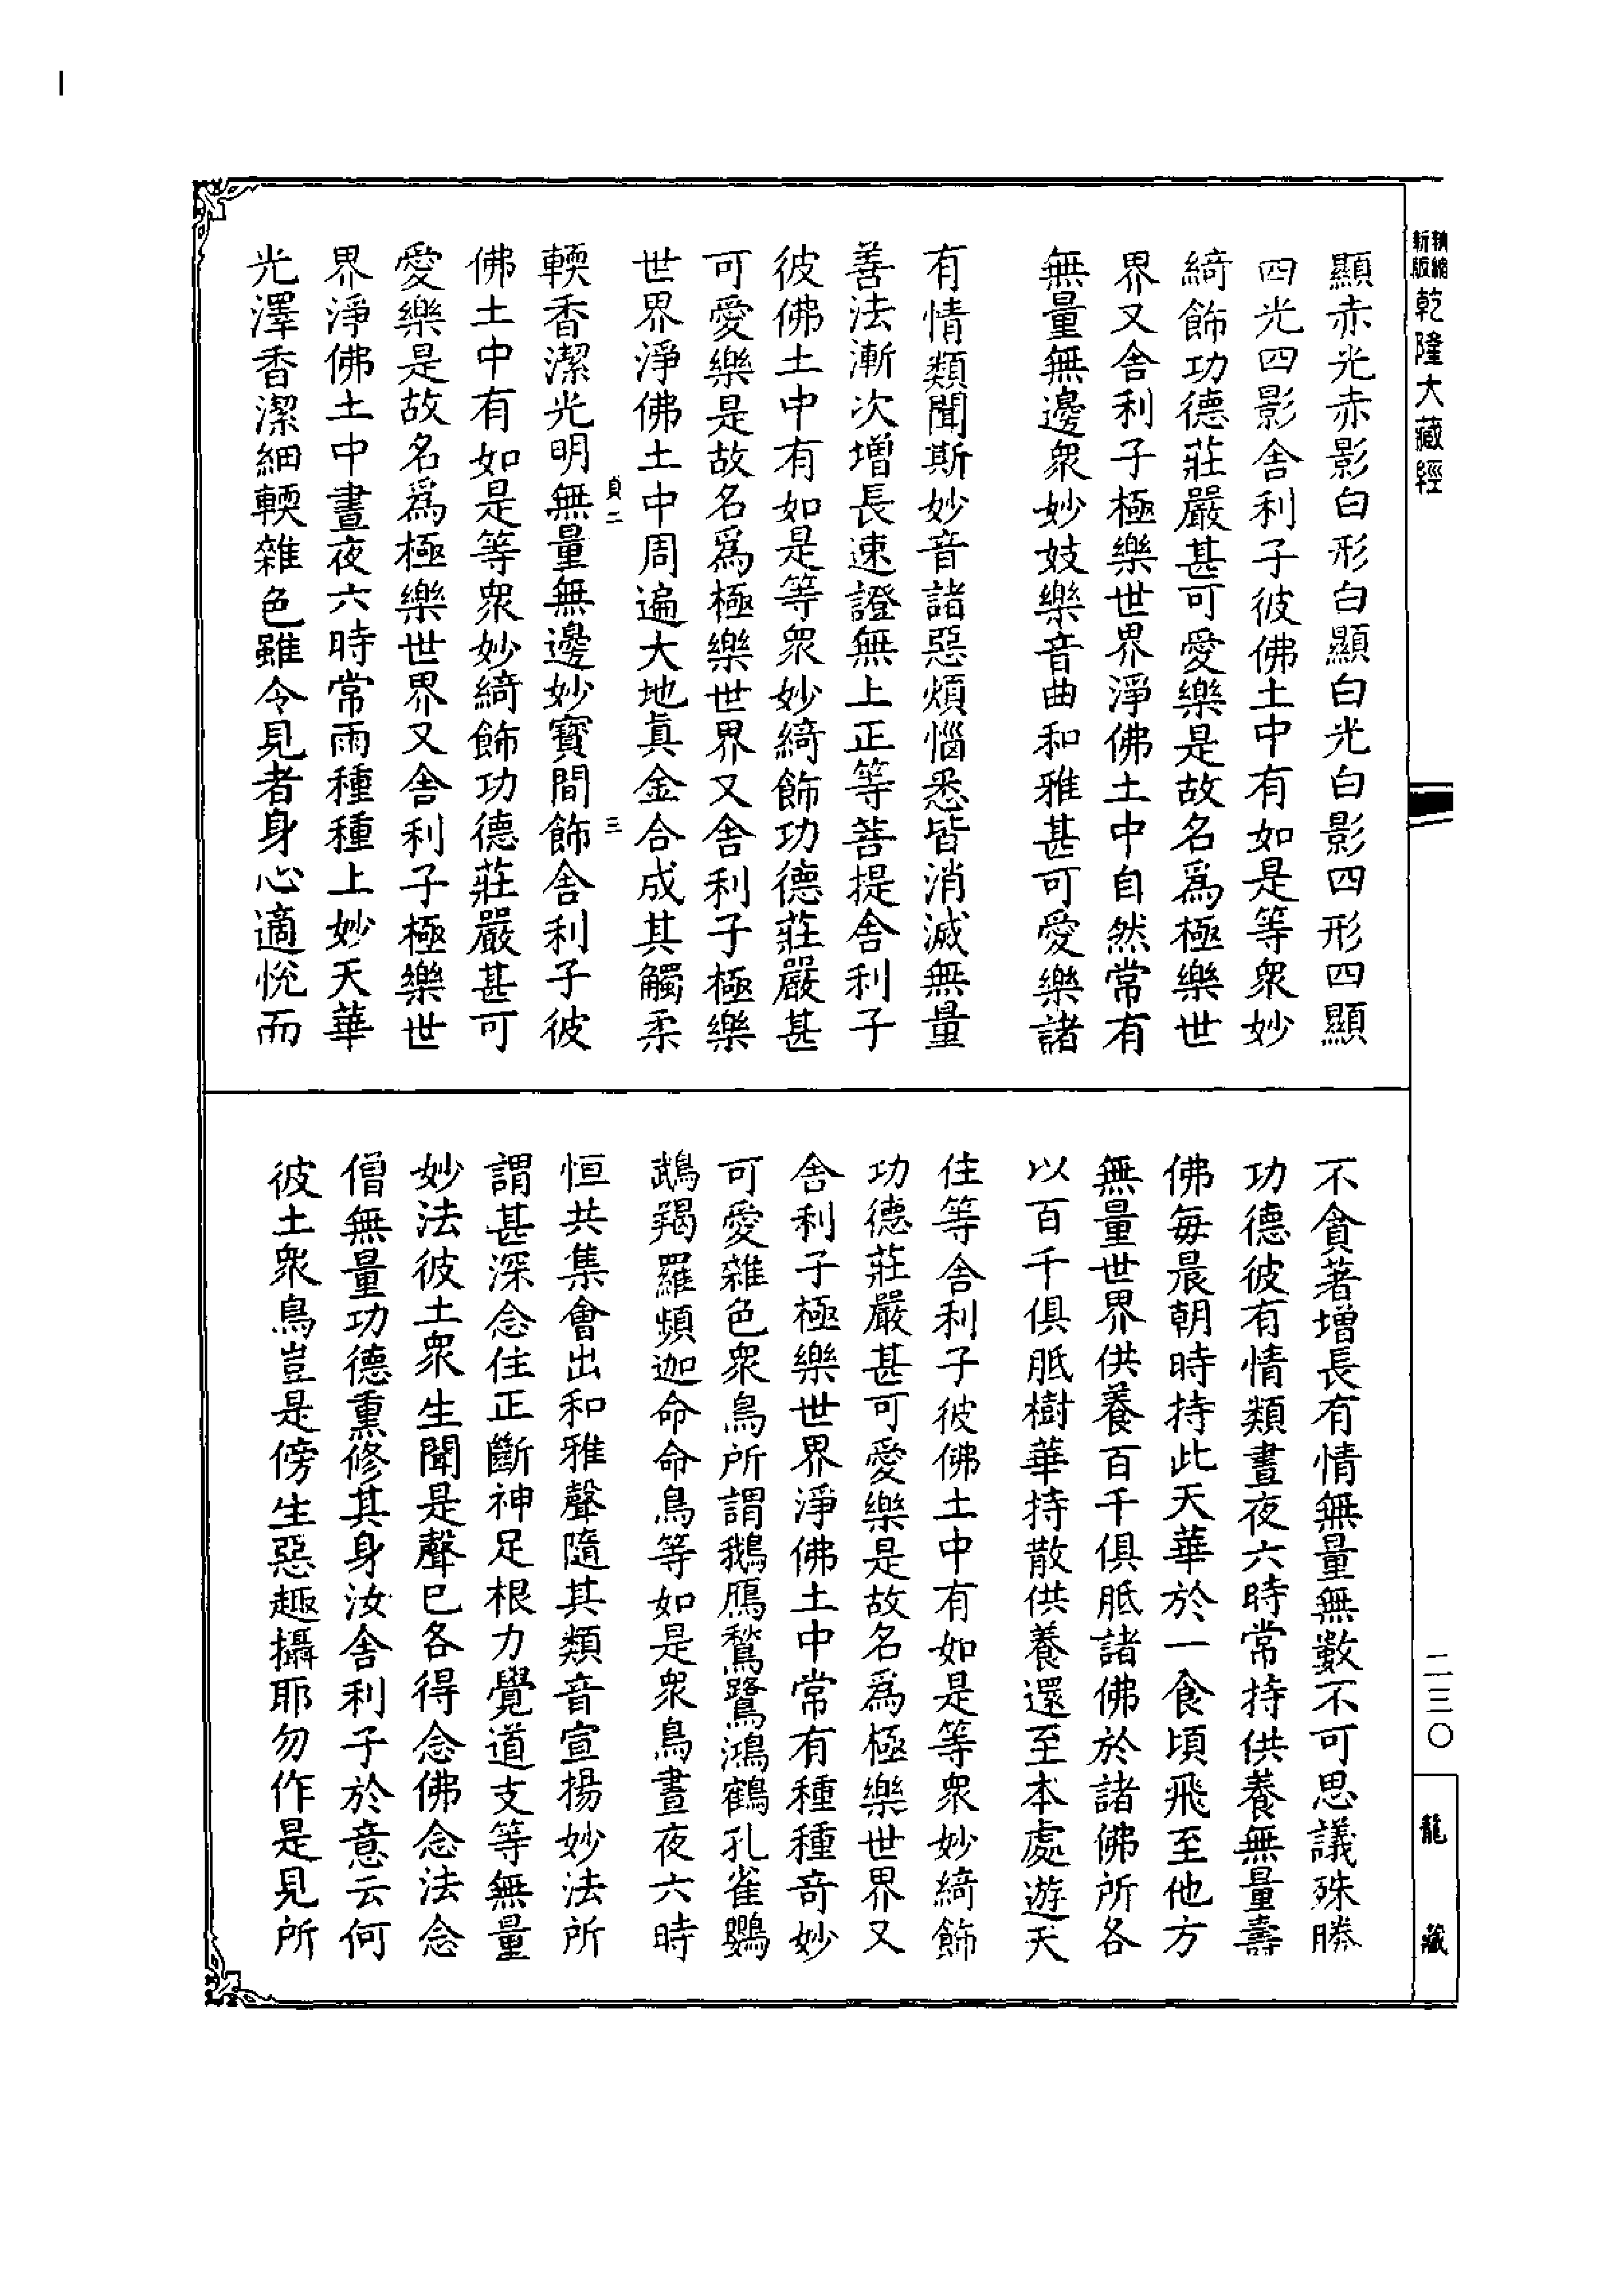 精縮新版乾隆大藏經
顯赤光赤影白形白顯白光白影四形四顯
四光四影舍利子彼佛土中有如是等衆妙
綺飾功德莊嚴甚可愛樂是故名爲極樂世
界又舍利子極樂世界淨佛土中自然常有
無量無邊衆妙妓樂音曲和雅甚可愛樂諸
有情類聞斯妙音諸惡煩惱悉皆消滅無量
善法漸次增長速證無上正等菩提舍利子
彼佛土中有如是等衆妙綺飾功德莊嚴甚
可愛樂是故名爲極樂世界又舍利子極樂
世界淨佛土中周遍大地真金合成其觸柔
貞二 三
輭香潔光明無量無邊妙寶間飾舍利子彼
佛土中有如是等衆妙綺飾功德莊嚴甚可
愛樂是故名爲極樂世界又舍利子極樂世
界淨佛土中晝夜六時常雨種種上妙天華
光澤香潔細輭雜色雖令見者身心適悅而
不貪著增長有情無量無數不可思議殊勝
功德彼有情類晝夜六時常持供養無量壽
佛每晨朝時持此天華於一食頃飛至他方
無量世界供養百千俱胝諸佛於諸佛所各
以百千俱胝樹華持散供養還至本處遊天
住等舍利子彼佛土中有如是等衆妙綺飾
功德莊嚴甚可愛樂是故名爲極樂世界又
舍利子極樂世界淨佛土中常有種種奇妙
可愛雜色衆鳥所謂鵝鴈鶖鷺鴻鶴孔雀鸚
鵡羯羅頻迦命命鳥等如是衆鳥晝夜六時
恒共集會出和雅聲隨其類音宣揚妙法所
謂甚深念住正斷神足根力覺道支等無量
妙法彼土衆生聞是聲已各得念佛念法念
僧無量功德熏修其身汝舍利子於意云何
彼土衆鳥豈是傍生惡趣攝耶勿作是見所
二三〇
龍藏